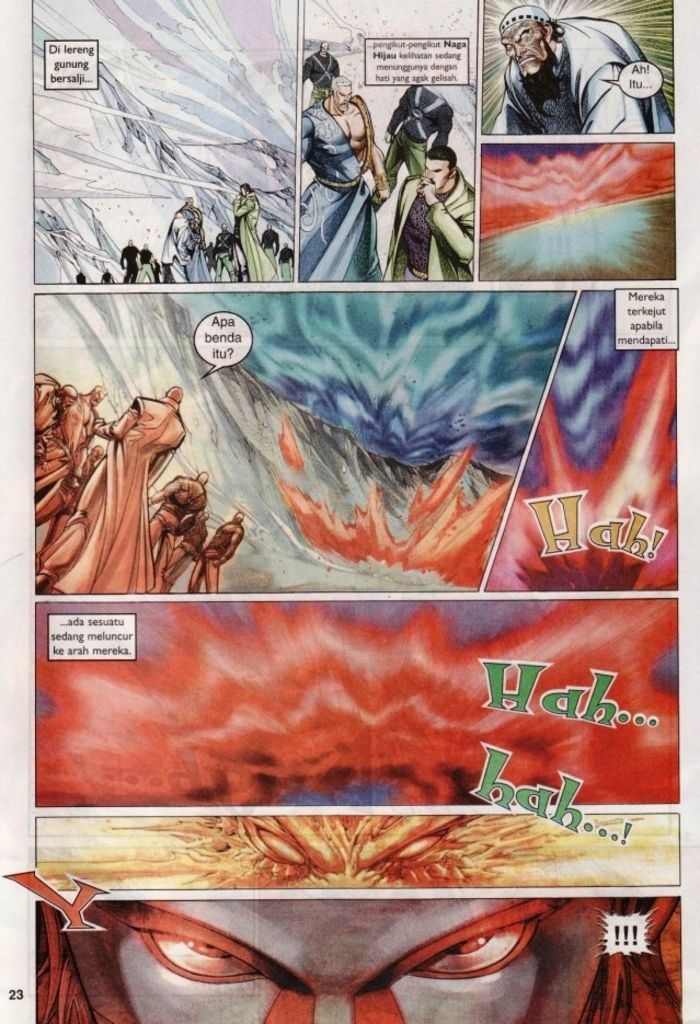 Di lereng
gunung
bersalji...
...pengikut-pengikut Naga
Hijau kelihatan sedang
menunggunya dengan
hati yang agak gelisah.
Ah!
Itu...
Apa
benda
itu?
Mereka
terkejut
apabila
mendapati...
Hah!
...ada sesuatu
sedang meluncur
ke arah mereka.
Hah...
hah...!
Y
!!!
23